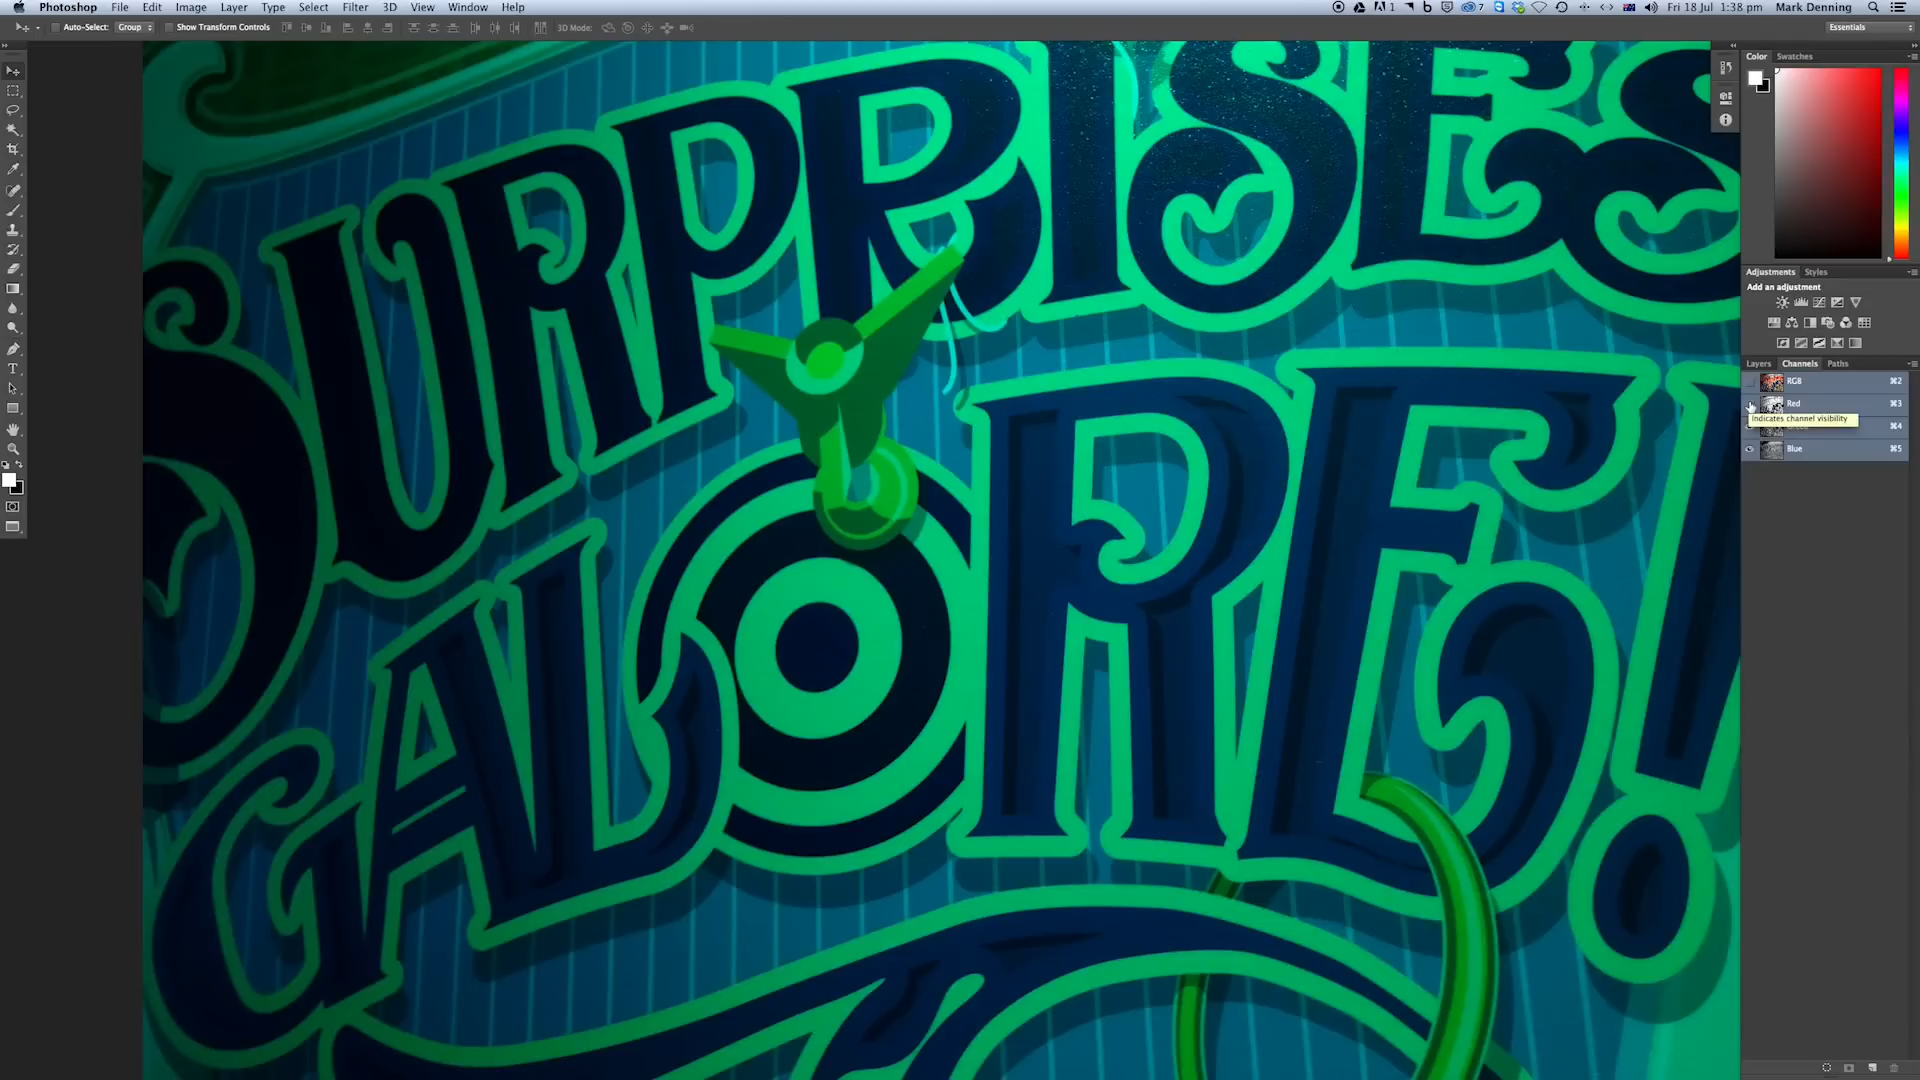 Photoshop File Edit Image Layer Type Select Filter 3D View Window Help
1 7 Fri 18 Jul 1:38 pm Mark Denning
Auto-Select: Group Show Transform Controls 3D Mode: Essentials
Color Swatches
Adjustments Styles
Add an adjustment
Layers Channels Paths
RGB ⌘2
Red ⌘3
Indicates channel visibility
⌘4
Blue ⌘5
SURPRISES
GALORE!